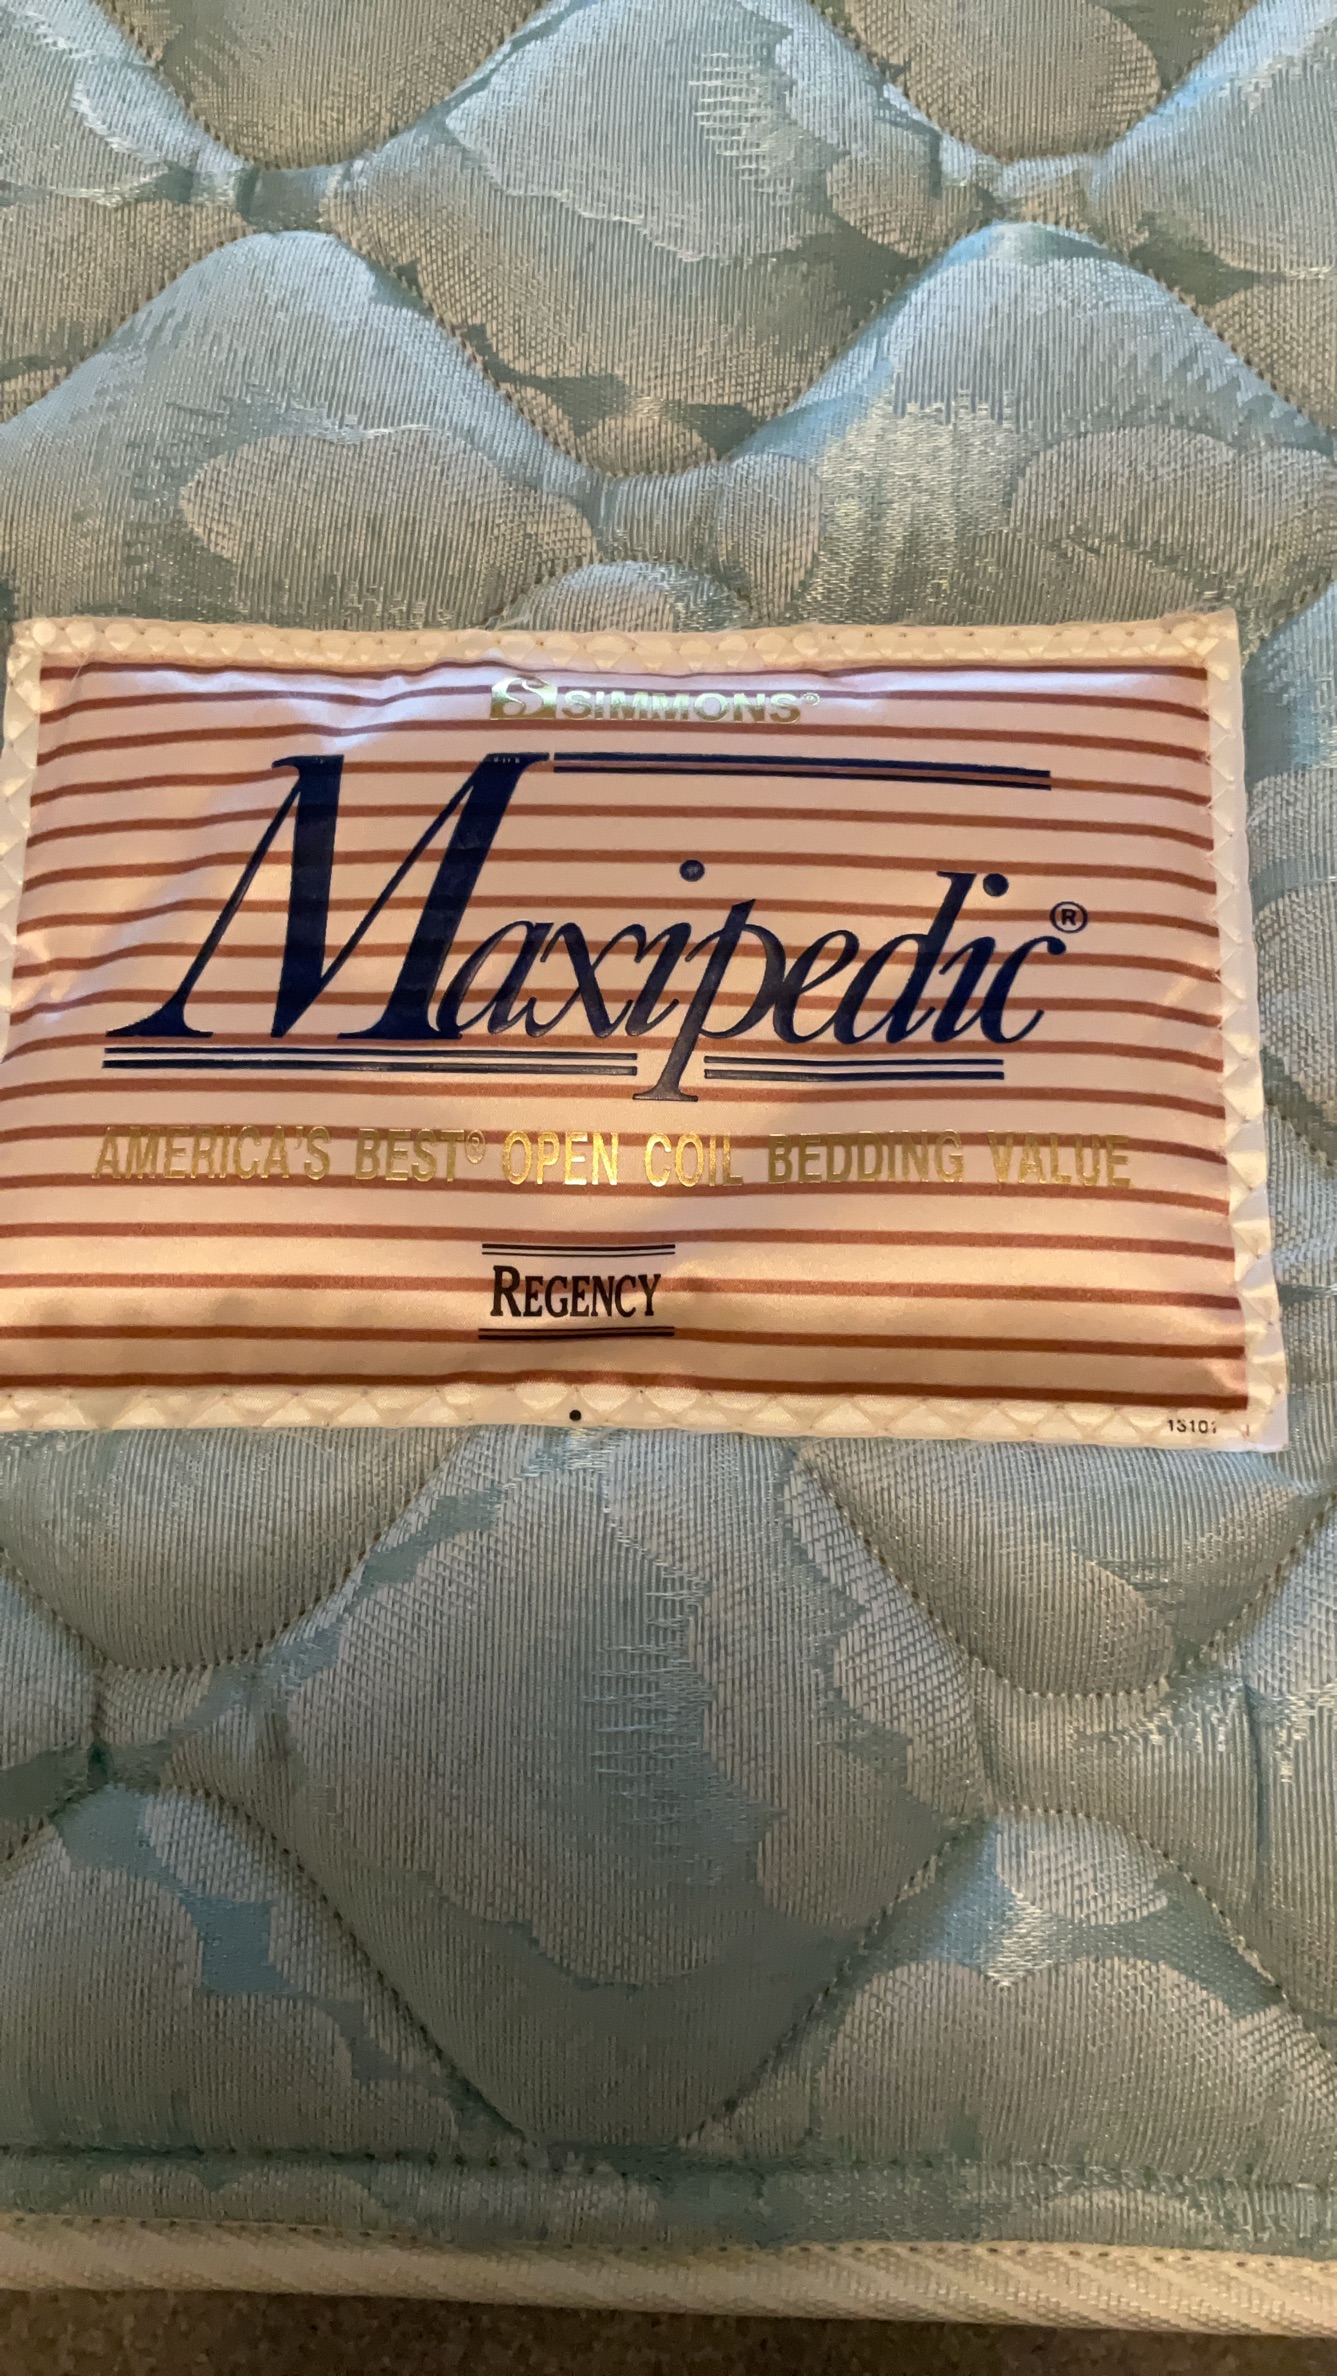 SIMMONS®
Maxipedic®
AMERICA'S BEST® OPEN COIL BEDDING VALUE
REGENCY